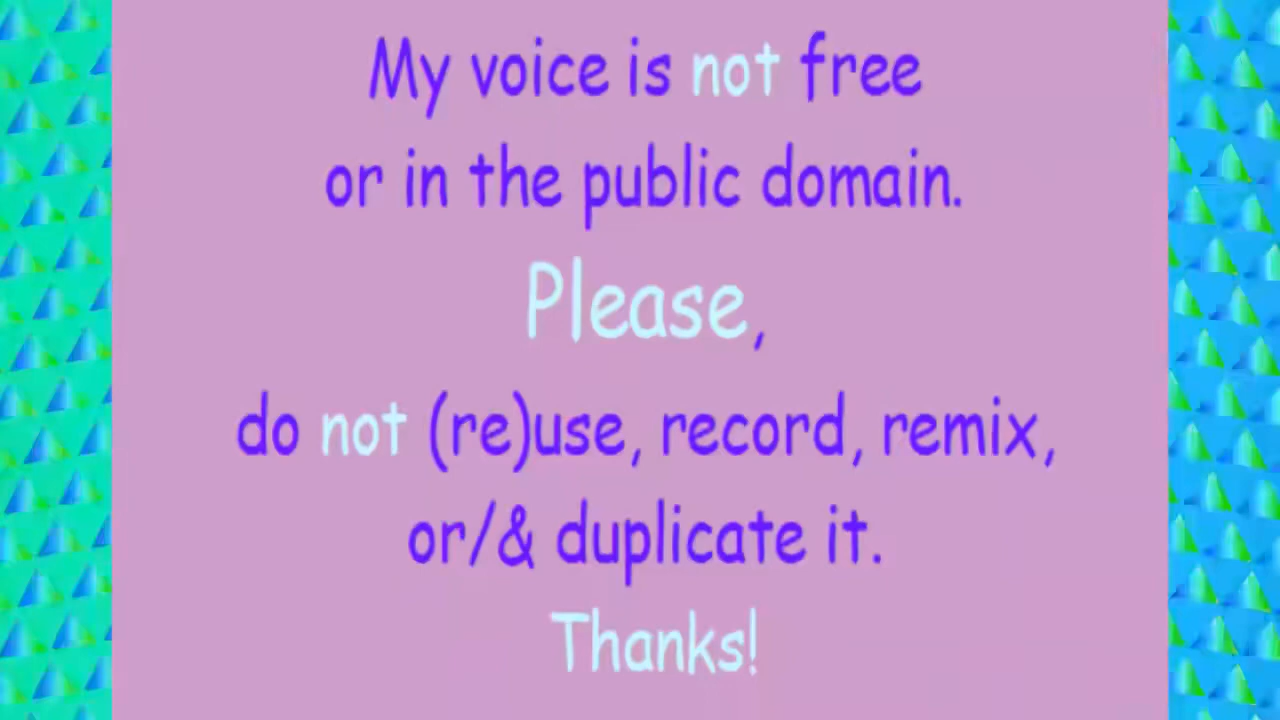 My voice is not free
or in the public domain.
Please,
do not (re)use, record, remix,
or/& duplicate it.
Thanks!